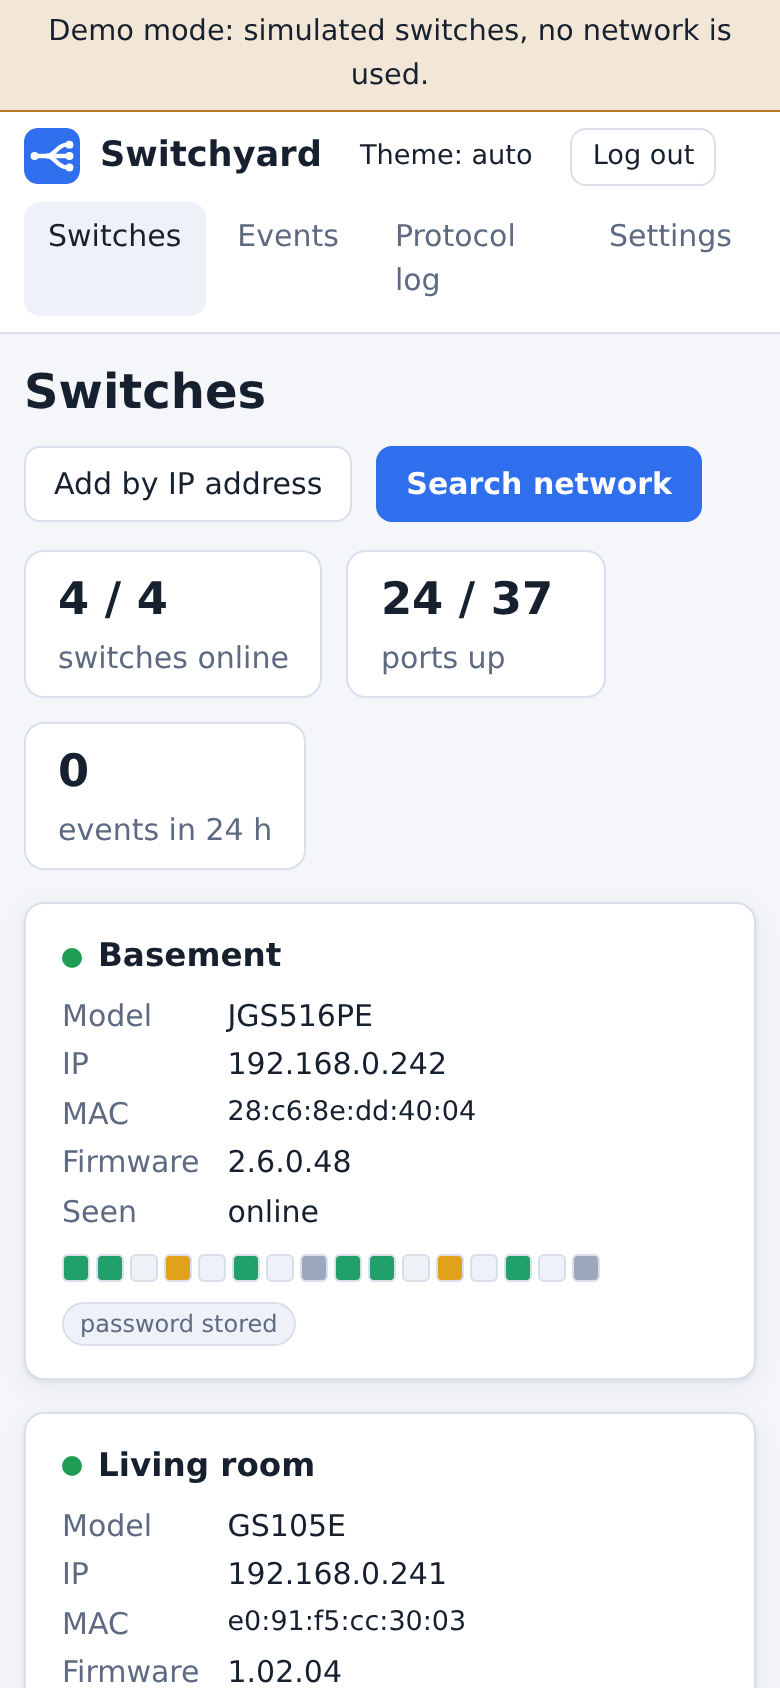 Demo mode: simulated switches, no network is
used.
Switchyard
Theme: auto
Log out
Switches
Events
Protocol
log
Settings
Switches
Add by IP address
Search network
4 / 4
switches online
24 / 37
ports up
0
events in 24 h
Basement
Model JGS516PE
IP 192.168.0.242
MAC 28:c6:8e:dd:40:04
Firmware 2.6.0.48
Seen online
password stored
Living room
Model GS105E
IP 192.168.0.241
MAC e0:91:f5:cc:30:03
Firmware 1.02.04